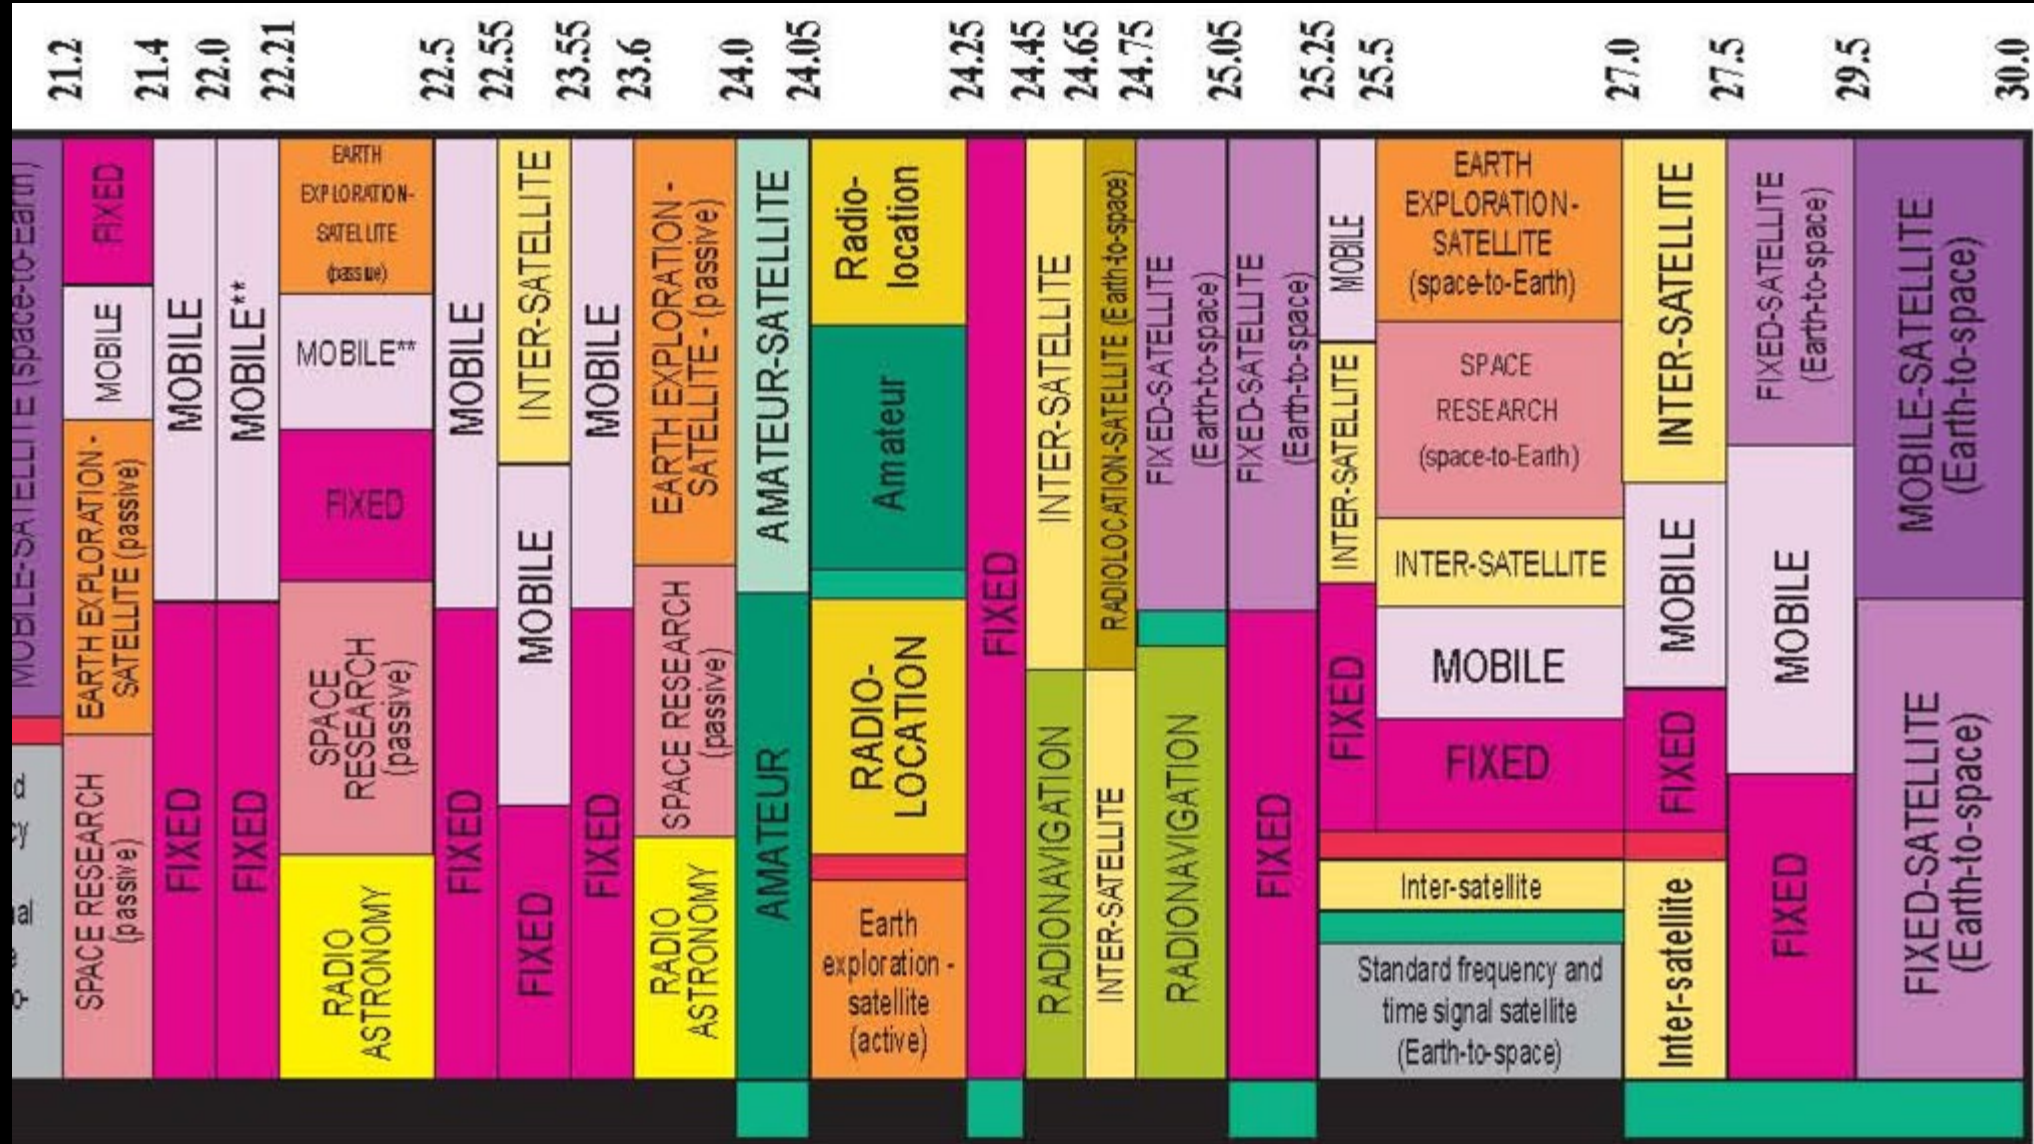 21.2
21.4
22.0
22.21
22.5
22.55
23.55
23.6
24.0
24.05
24.25
24.45
24.65
24.75
25.05
25.25
25.5
27.0
27.5
29.5
30.0
MOBILE-SATELLITE (space-to-Earth)
FIXED
MOBILE
EARTH EXPLORATION-
SATELLITE (passive)
SPACE RESEARCH
(passive)
MOBILE
FIXED
MOBILE**
FIXED
EARTH
EXPLORATION-
SATELLITE
(passive)
MOBILE**
FIXED
SPACE
RESEARCH
(passive)
RADIO
ASTRONOMY
MOBILE
FIXED
INTER-SATELLITE
MOBILE
FIXED
MOBILE
FIXED
EARTH EXPLORATION -
SATELLITE - (passive)
SPACE RESEARCH
(passive)
RADIO
ASTRONOMY
AMATEUR-SATELLITE
AMATEUR
Radio-
location
Amateur
RADIO-
LOCATION
Earth
exploration -
satellite
(active)
FIXED
INTER-SATELLITE
RADIONAVIGATION
RADIOLOCATION-SATELLITE (Earth-to-space)
INTER-SATELLITE
FIXED-SATELLITE
(Earth-to-space)
RADIONAVIGATION
FIXED-SATELLITE
(Earth-to-space)
FIXED
MOBILE
INTER-SATELLITE
FIXED
EARTH
EXPLORATION-
SATELLITE
(space-to-Earth)
SPACE
RESEARCH
(space-to-Earth)
INTER-SATELLITE
MOBILE
FIXED
Inter-satellite
Standard frequency and
time signal satellite
(Earth-to-space)
INTER-SATELLITE
MOBILE
FIXED
Inter-satellite
FIXED-SATELLITE
(Earth-to-space)
MOBILE
FIXED
MOBILE-SATELLITE
(Earth-to-space)
FIXED-SATELLITE
(Earth-to-space)